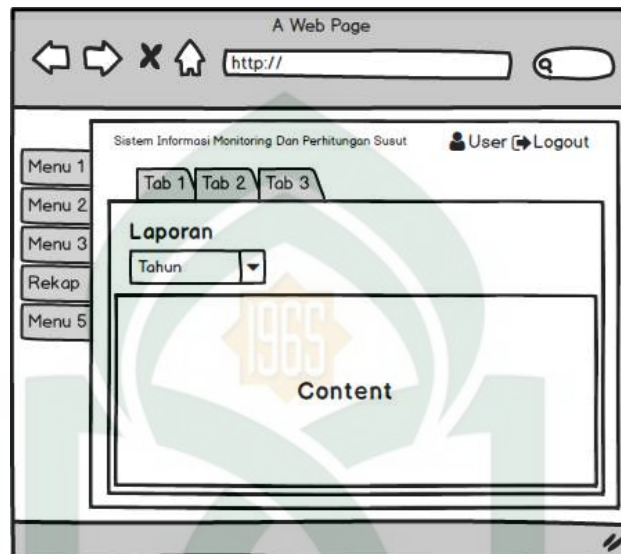 A Web Page
http://
Sistem Informasi Monitoring Dan Perhitungan Susut
User Logout
Menu 1
Menu 2
Menu 3
Rekap
Menu 5
Tab 1 Tab 2 Tab 3
Laporan
Tahun
1965
Content